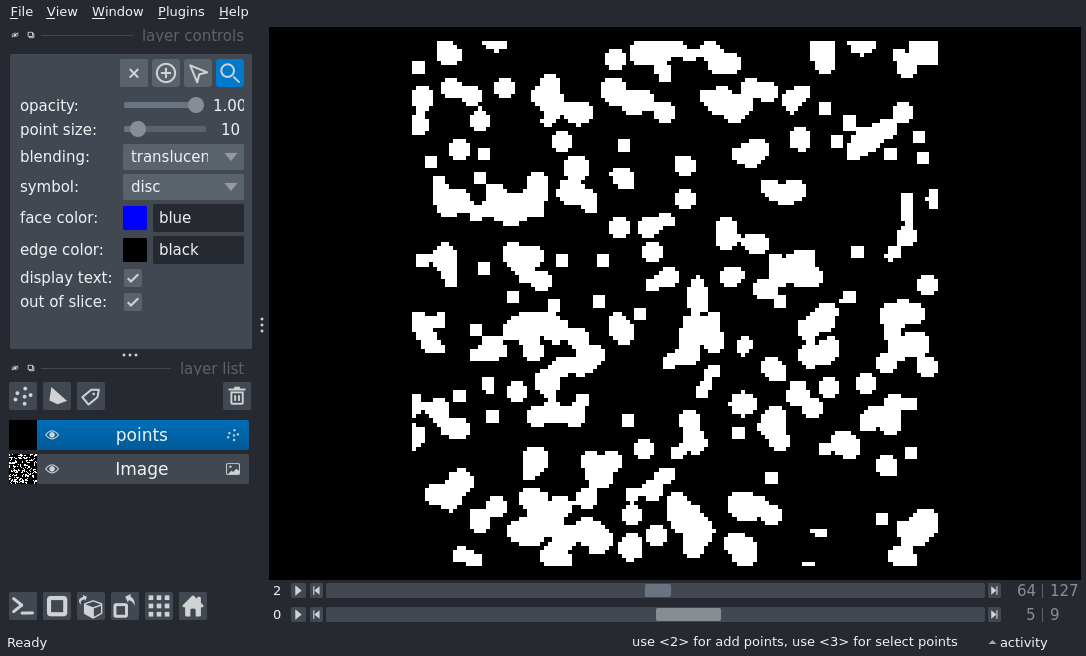 File View Window Plugins Help
layer controls
opacity: 1.00
point size: 10
blending: translucen
symbol: disc
face color: blue
edge color: black
display text:
out of slice:
layer list
points
Image
2 64 127
0 5 9
Ready use <2> for add points, use <3> for select points activity